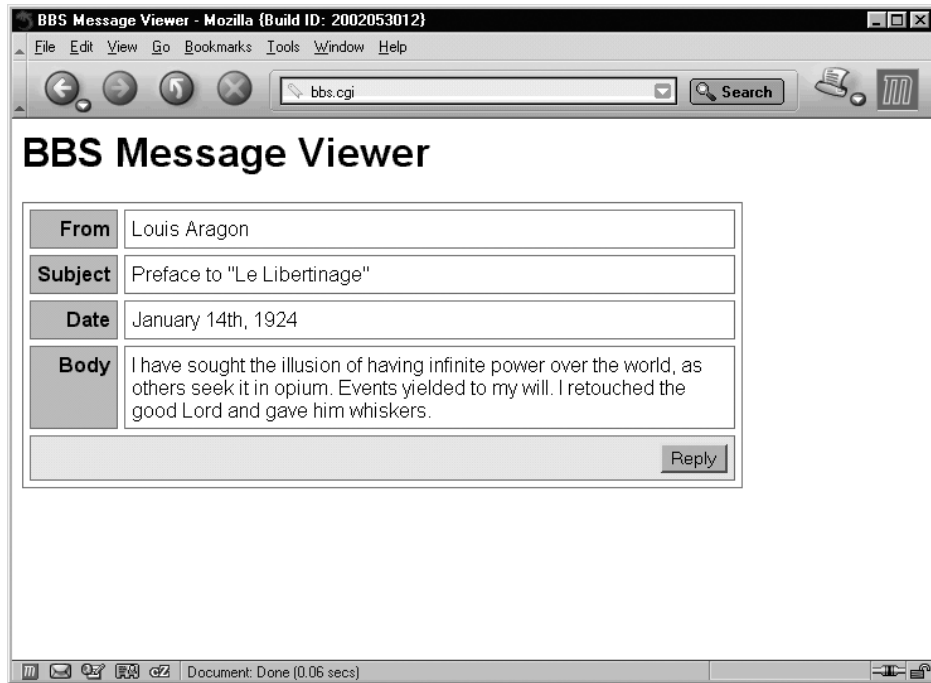 BBS Message Viewer - Mozilla {Build ID: 2002053012}
File Edit View Go Bookmarks Tools Window Help
bbs.cgi Search
BBS Message Viewer
From Louis Aragon
Subject Preface to "Le Libertinage"
Date January 14th, 1924
Body I have sought the illusion of having infinite power over the world, as
others seek it in opium. Events yielded to my will. I retouched the
good Lord and gave him whiskers.
Reply
Document: Done (0.06 secs)